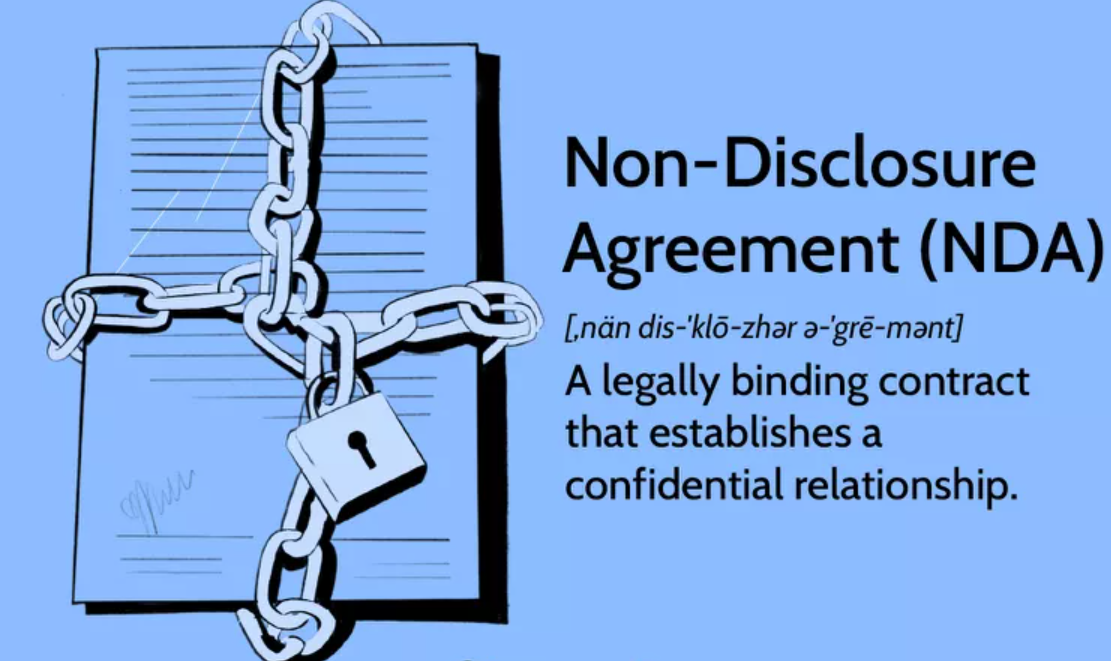 Non-Disclosure
Agreement (NDA)
[ˌnän dis-ˈklō-zhər ə-ˈgrē-mənt]
A legally binding contract
that establishes a
confidential relationship.